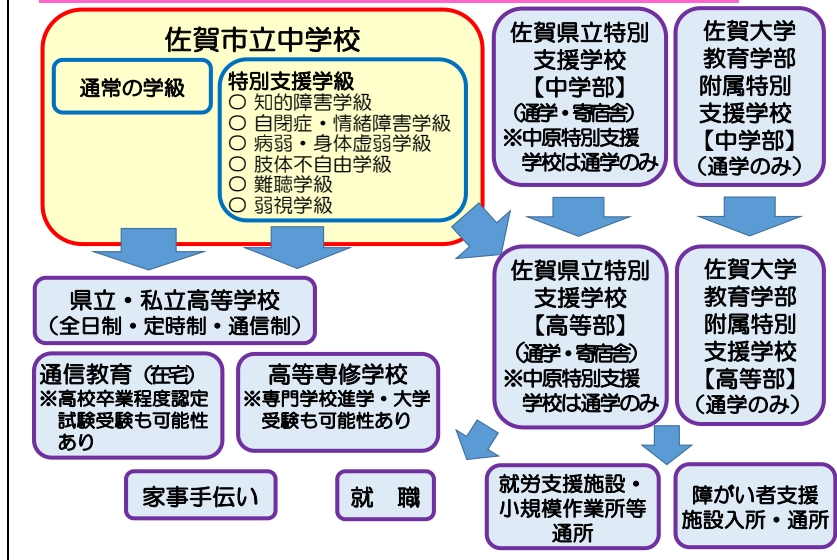 佐賀市立中学校
通常の学級
特別支援学級
○ 知的障害学級
○ 自閉症・情緒障害学級
○ 病弱・身体虚弱学級
○ 肢体不自由学級
○ 難聴学級
○ 弱視学級
佐賀県立特別
支援学校
【中学部】
(通学・寄宿舎)
※中原特別支援
学校は通学のみ
佐賀大学
教育学部
附属特別
支援学校
【中学部】
(通学のみ)
県立・私立高等学校
(全日制・定時制・通信制)
通信教育(在宅)
※高校卒業程度認定
試験受験も可能性
あり
高等専修学校
※専門学校進学・大学
受験も可能性あり
佐賀県立特別
支援学校
【高等部】
(通学・寄宿舎)
※中原特別支援
学校は通学のみ
佐賀大学
教育学部
附属特別
支援学校
【高等部】
(通学のみ)
家事手伝い
就 職
就労支援施設・
小規模作業所等
通所
障がい者支援
施設入所・通所